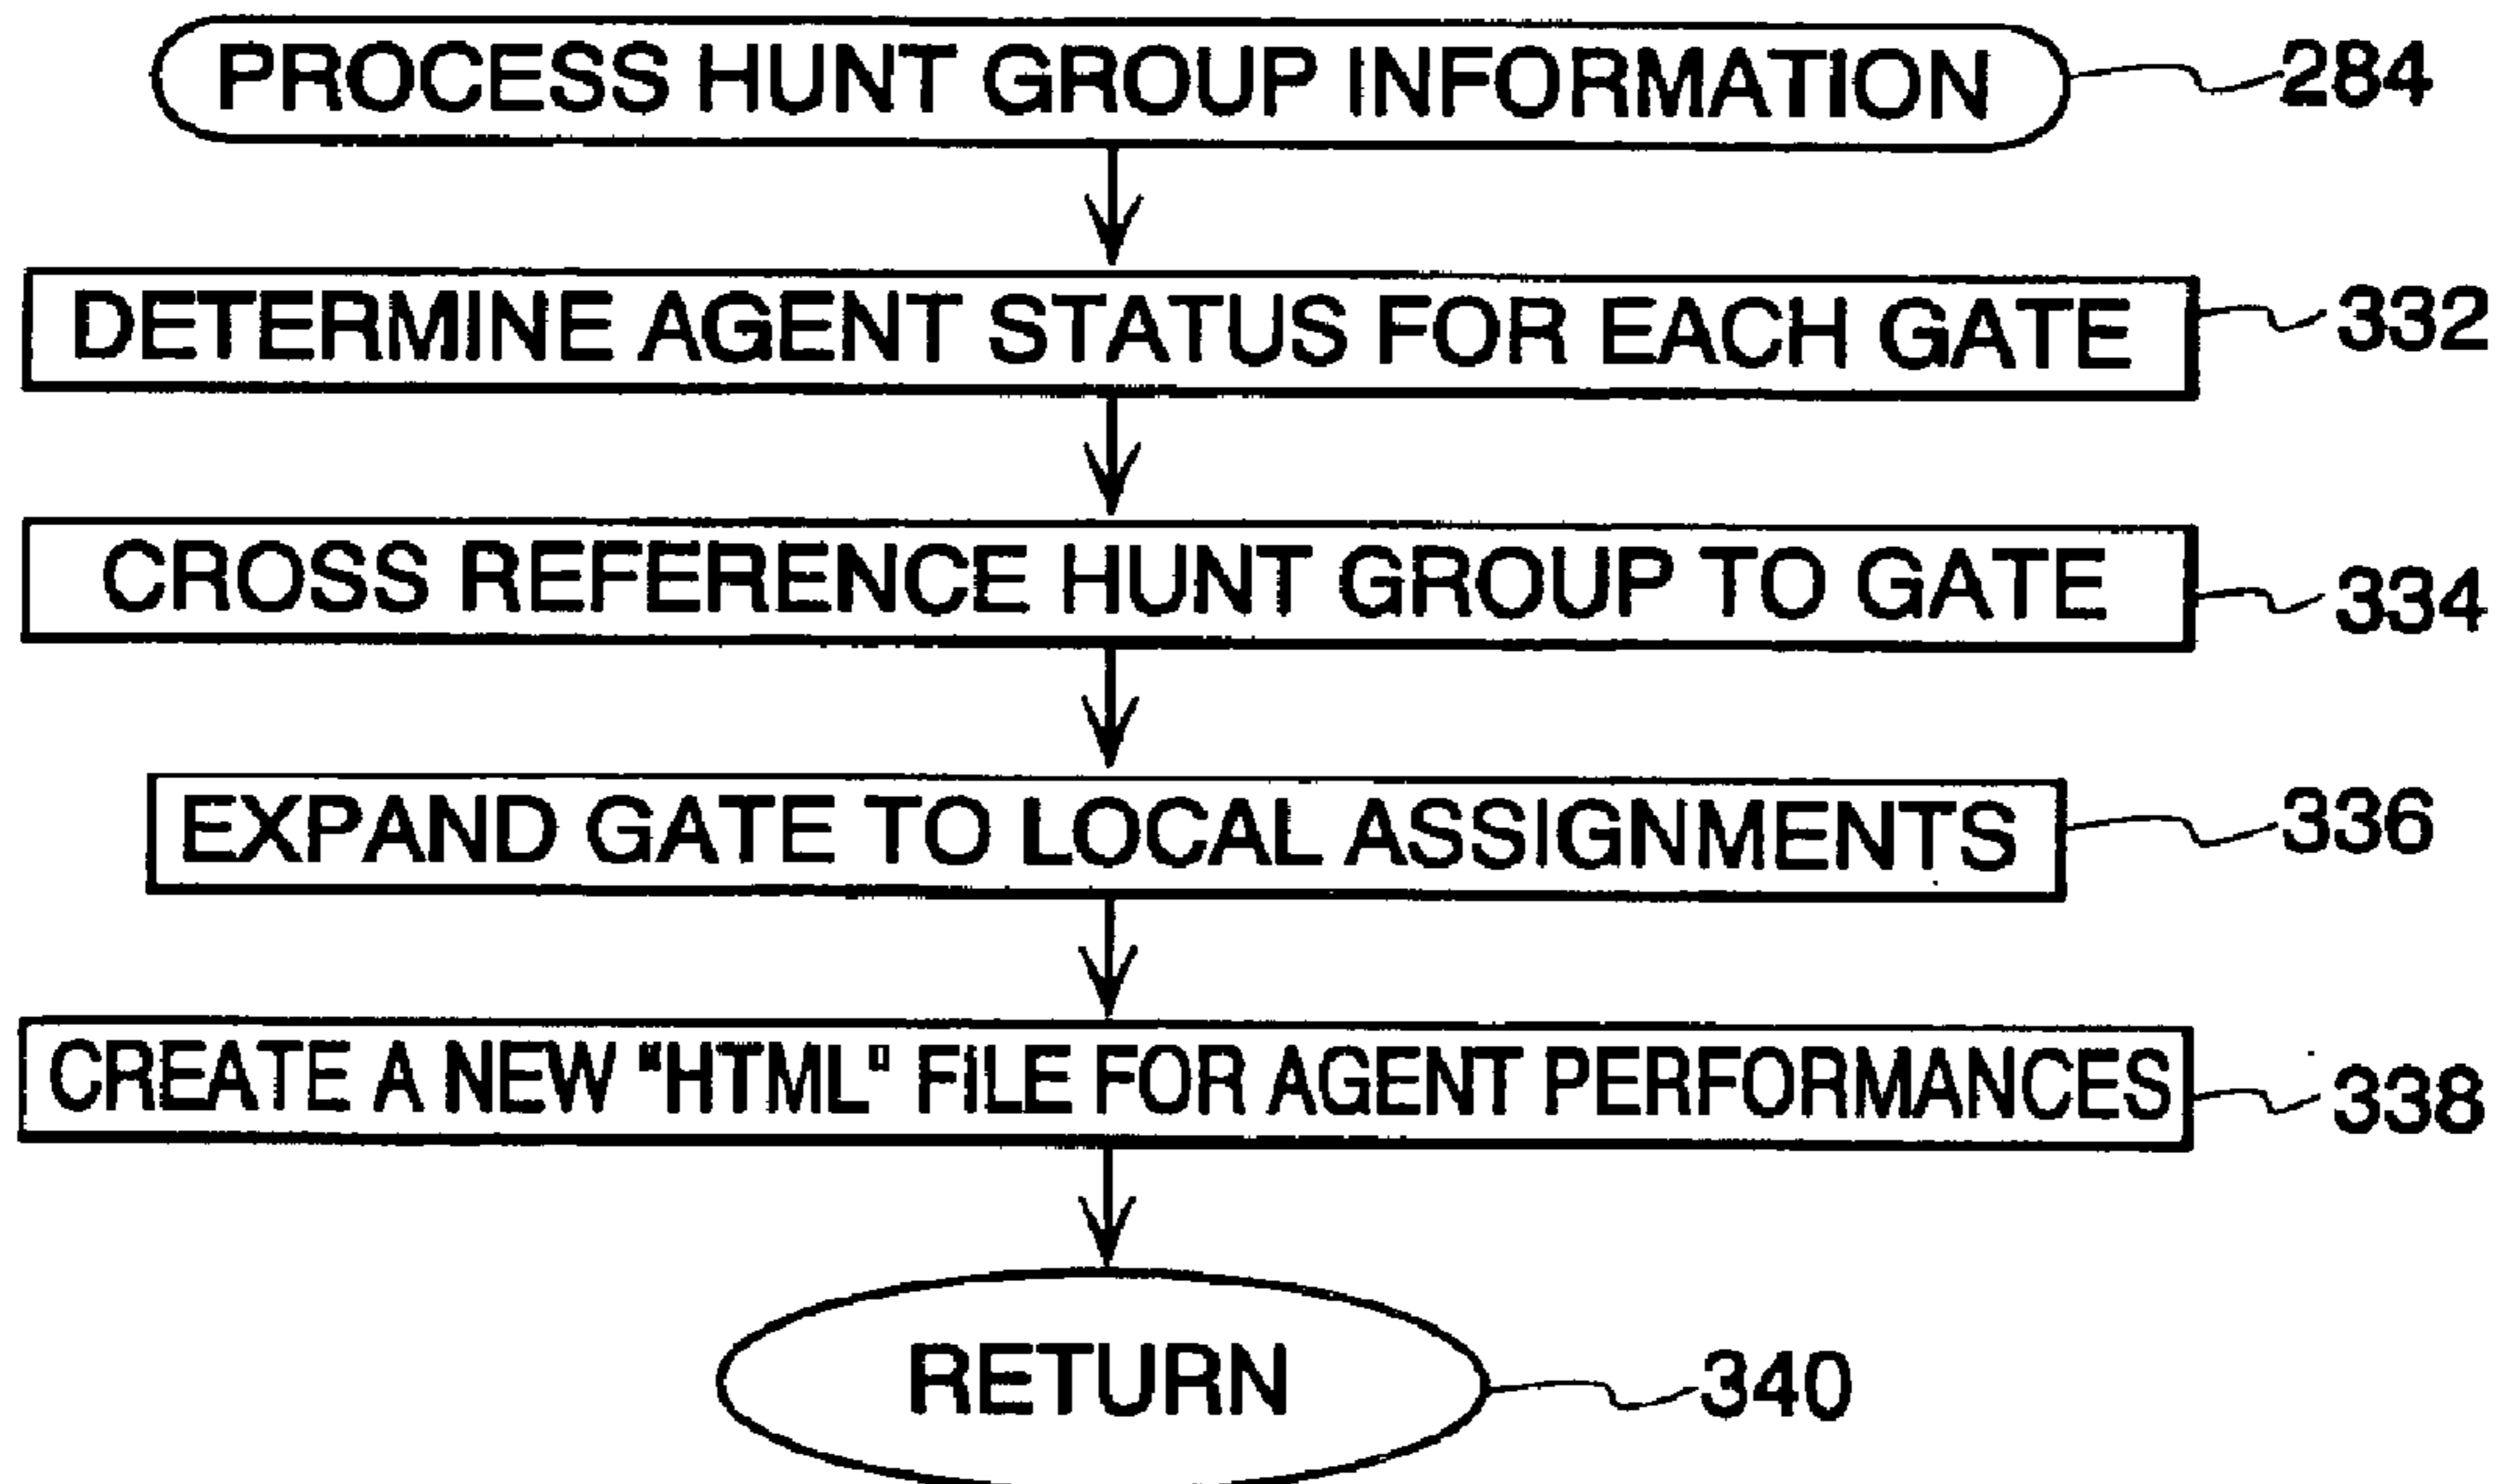 PROCESS HUNT GROUP INFORMATION 284
DETERMINE AGENT STATUS FOR EACH GATE 332
CROSS REFERENCE HUNT GROUP TO GATE 334
EXPAND GATE TO LOCAL ASSIGNMENTS 336
CREATE A NEW "HTML" FILE FOR AGENT PERFORMANCES 338
RETURN 340